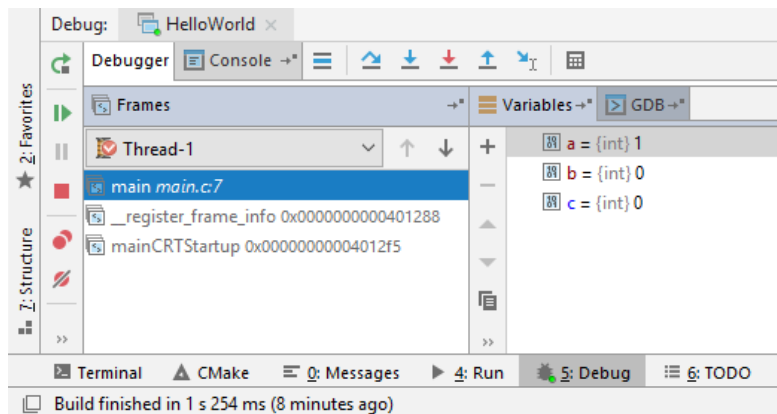 Debug: HelloWorld
Debugger Console
Frames
Variables GDB
Thread-1
main main.c:7
__register_frame_info 0x0000000000401288
mainCRTStartup 0x00000000004012f5
a = {int} 1
b = {int} 0
c = {int} 0
2: Favorites
7: Structure
Terminal CMake 0: Messages 4: Run 5: Debug 6: TODO
Build finished in 1 s 254 ms (8 minutes ago)